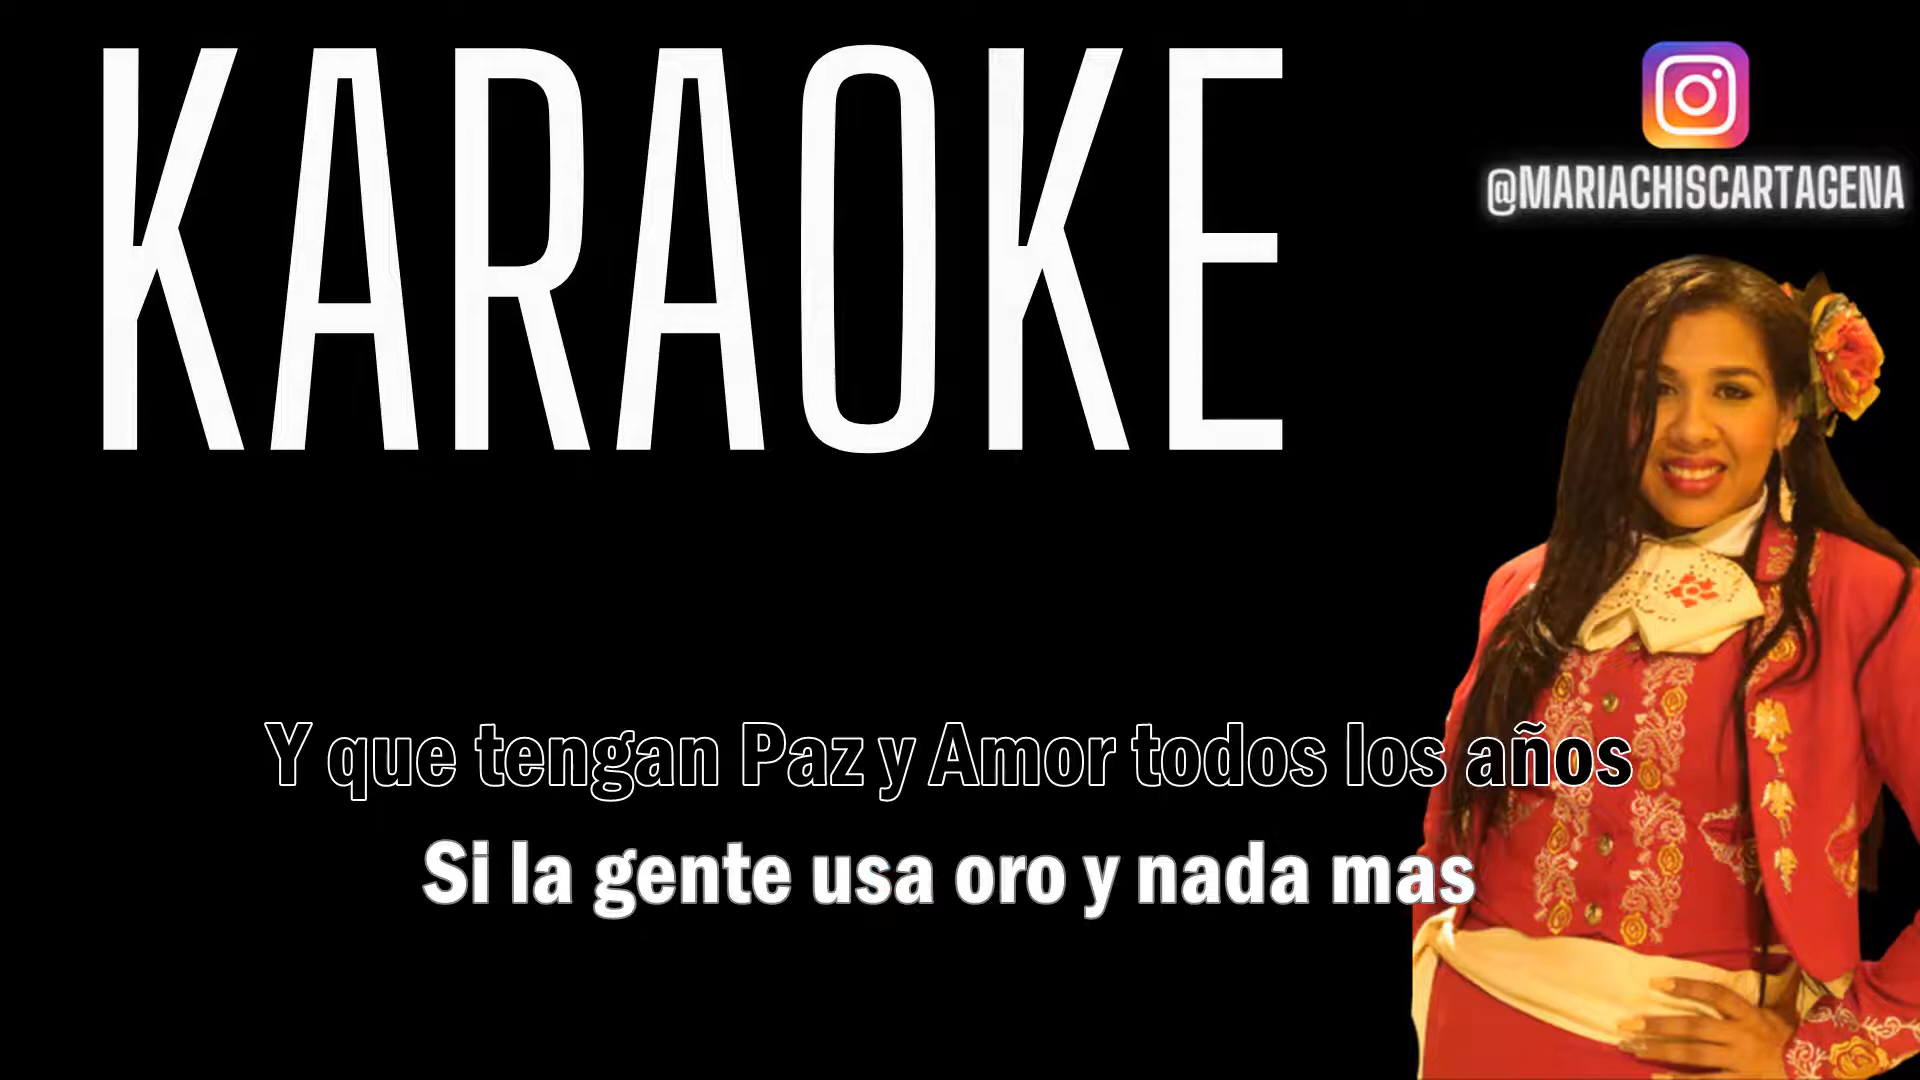 KARAOKE
@MARIACHISCARTAGENA
Y que tengan Paz y Amor todos los años
Si la gente usa oro y nada mas